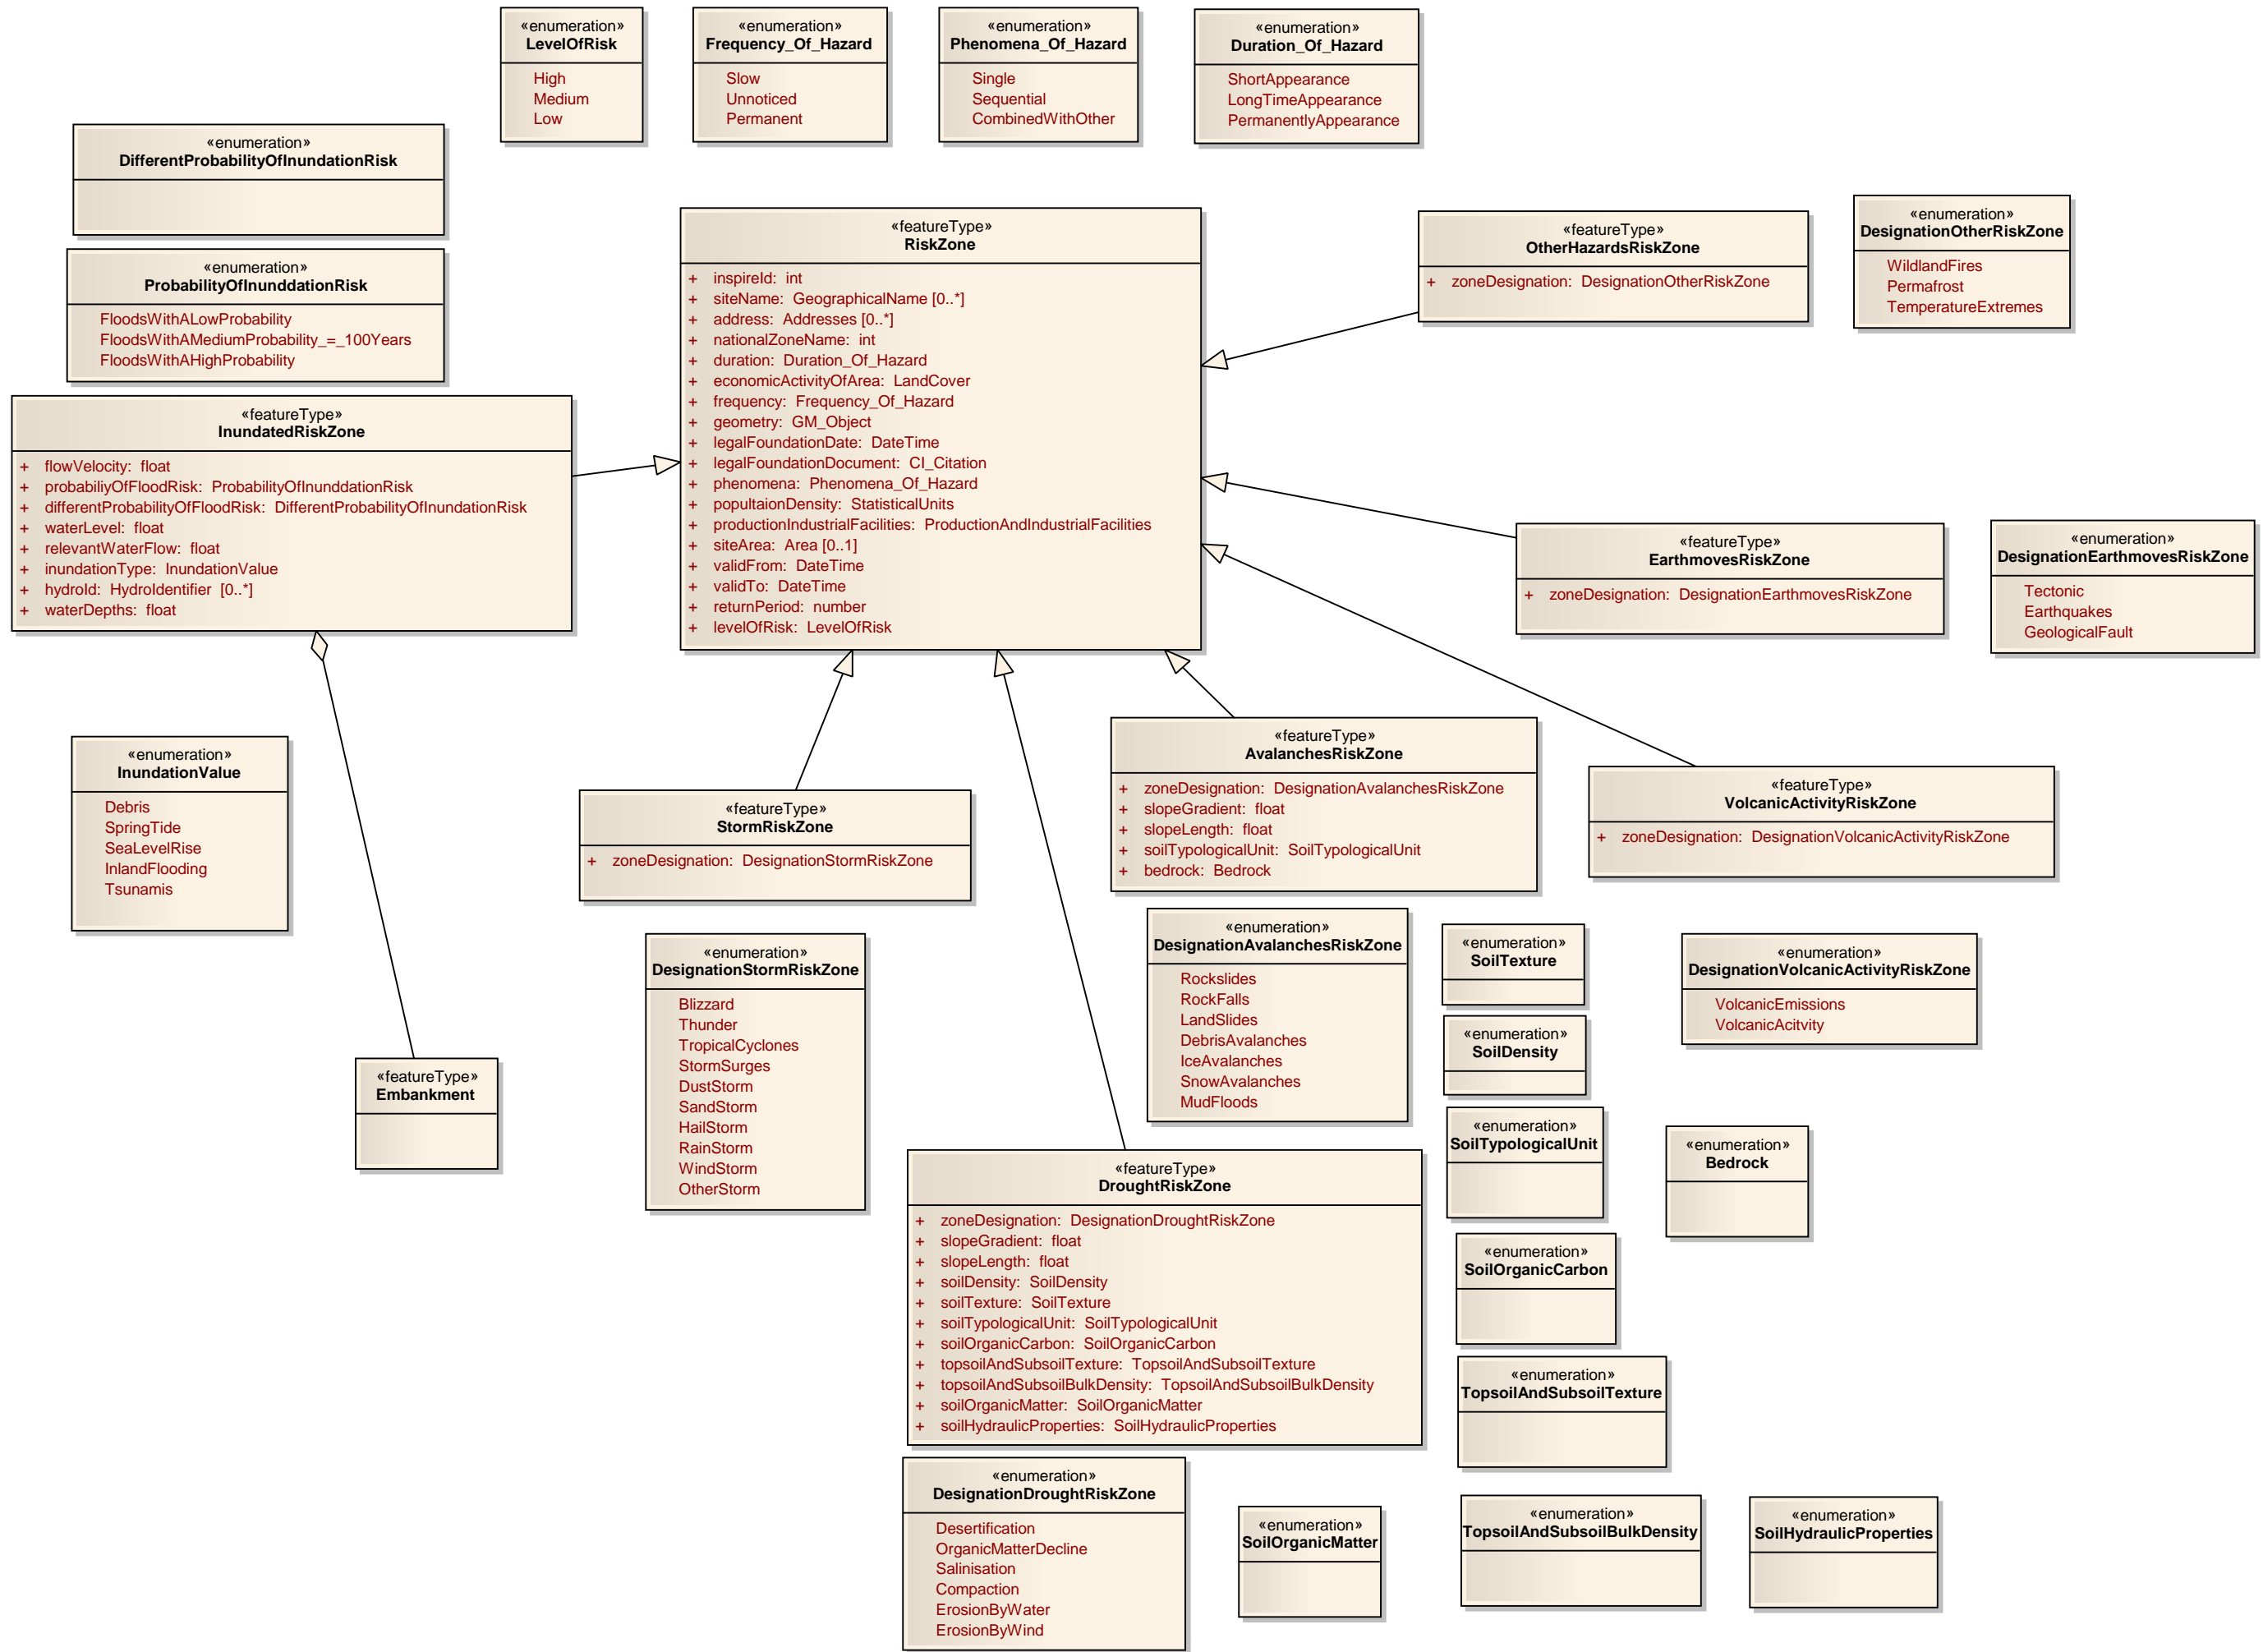 «enumeration»
LevelOfRisk
High
Medium
Low
«enumeration»
Frequency_Of_Hazard
Slow
Unnoticed
Permanent
«enumeration»
Phenomena_Of_Hazard
Single
Sequential
CombinedWithOther
«enumeration»
Duration_Of_Hazard
ShortAppearance
LongTimeAppearance
PermanentlyAppearance
«enumeration»
DifferentProbabilityOfInundationRisk
«enumeration»
ProbabilityOfInunddationRisk
FloodsWithALowProbability
FloodsWithAMediumProbability_=_100Years
FloodsWithAHighProbability
«featureType»
RiskZone
+ inspireId: int
+ siteName: GeographicalName [0..*]
+ address: Addresses [0..*]
+ nationalZoneName: int
+ duration: Duration_Of_Hazard
+ economicActivityOfArea: LandCover
+ frequency: Frequency_Of_Hazard
+ geometry: GM_Object
+ legalFoundationDate: DateTime
+ legalFoundationDocument: CI_Citation
+ phenomena: Phenomena_Of_Hazard
+ popultaionDensity: StatisticalUnits
+ productionIndustrialFacilities: ProductionAndIndustrialFacilities
+ siteArea: Area [0..1]
+ validFrom: DateTime
+ validTo: DateTime
+ returnPeriod: number
+ levelOfRisk: LevelOfRisk
«featureType»
OtherHazardsRiskZone
+ zoneDesignation: DesignationOtherRiskZone
«enumeration»
DesignationOtherRiskZone
WildlandFires
Permafrost
TemperatureExtremes
«featureType»
InundatedRiskZone
+ flowVelocity: float
+ probabiliyOfFloodRisk: ProbabilityOfInunddationRisk
+ differentProbabilityOfFloodRisk: DifferentProbabilityOfInundationRisk
+ waterLevel: float
+ relevantWaterFlow: float
+ inundationType: InundationValue
+ hydroId: HydroIdentifier [0..*]
+ waterDepths: float
«featureType»
EarthmovesRiskZone
+ zoneDesignation: DesignationEarthmovesRiskZone
«enumeration»
DesignationEarthmovesRiskZone
Tectonic
Earthquakes
GeologicalFault
«enumeration»
InundationValue
Debris
SpringTide
SeaLevelRise
InlandFlooding
Tsunamis
«featureType»
StormRiskZone
+ zoneDesignation: DesignationStormRiskZone
«featureType»
AvalanchesRiskZone
+ zoneDesignation: DesignationAvalanchesRiskZone
+ slopeGradient: float
+ slopeLength: float
+ soilTypologicalUnit: SoilTypologicalUnit
+ bedrock: Bedrock
«featureType»
VolcanicActivityRiskZone
+ zoneDesignation: DesignationVolcanicActivityRiskZone
«enumeration»
DesignationStormRiskZone
Blizzard
Thunder
TropicalCyclones
StormSurges
DustStorm
SandStorm
HailStorm
RainStorm
WindStorm
OtherStorm
«enumeration»
DesignationAvalanchesRiskZone
Rockslides
RockFalls
LandSlides
DebrisAvalanches
IceAvalanches
SnowAvalanches
MudFloods
«enumeration»
SoilTexture
«enumeration»
DesignationVolcanicActivityRiskZone
VolcanicEmissions
VolcanicAcitvity
«enumeration»
SoilDensity
«featureType»
Embankment
«enumeration»
SoilTypologicalUnit
«enumeration»
Bedrock
«featureType»
DroughtRiskZone
+ zoneDesignation: DesignationDroughtRiskZone
+ slopeGradient: float
+ slopeLength: float
+ soilDensity: SoilDensity
+ soilTexture: SoilTexture
+ soilTypologicalUnit: SoilTypologicalUnit
+ soilOrganicCarbon: SoilOrganicCarbon
+ topsoilAndSubsoilTexture: TopsoilAndSubsoilTexture
+ topsoilAndSubsoilBulkDensity: TopsoilAndSubsoilBulkDensity
+ soilOrganicMatter: SoilOrganicMatter
+ soilHydraulicProperties: SoilHydraulicProperties
«enumeration»
SoilOrganicCarbon
«enumeration»
TopsoilAndSubsoilTexture
«enumeration»
DesignationDroughtRiskZone
Desertification
OrganicMatterDecline
Salinisation
Compaction
ErosionByWater
ErosionByWind
«enumeration»
SoilOrganicMatter
«enumeration»
TopsoilAndSubsoilBulkDensity
«enumeration»
SoilHydraulicProperties